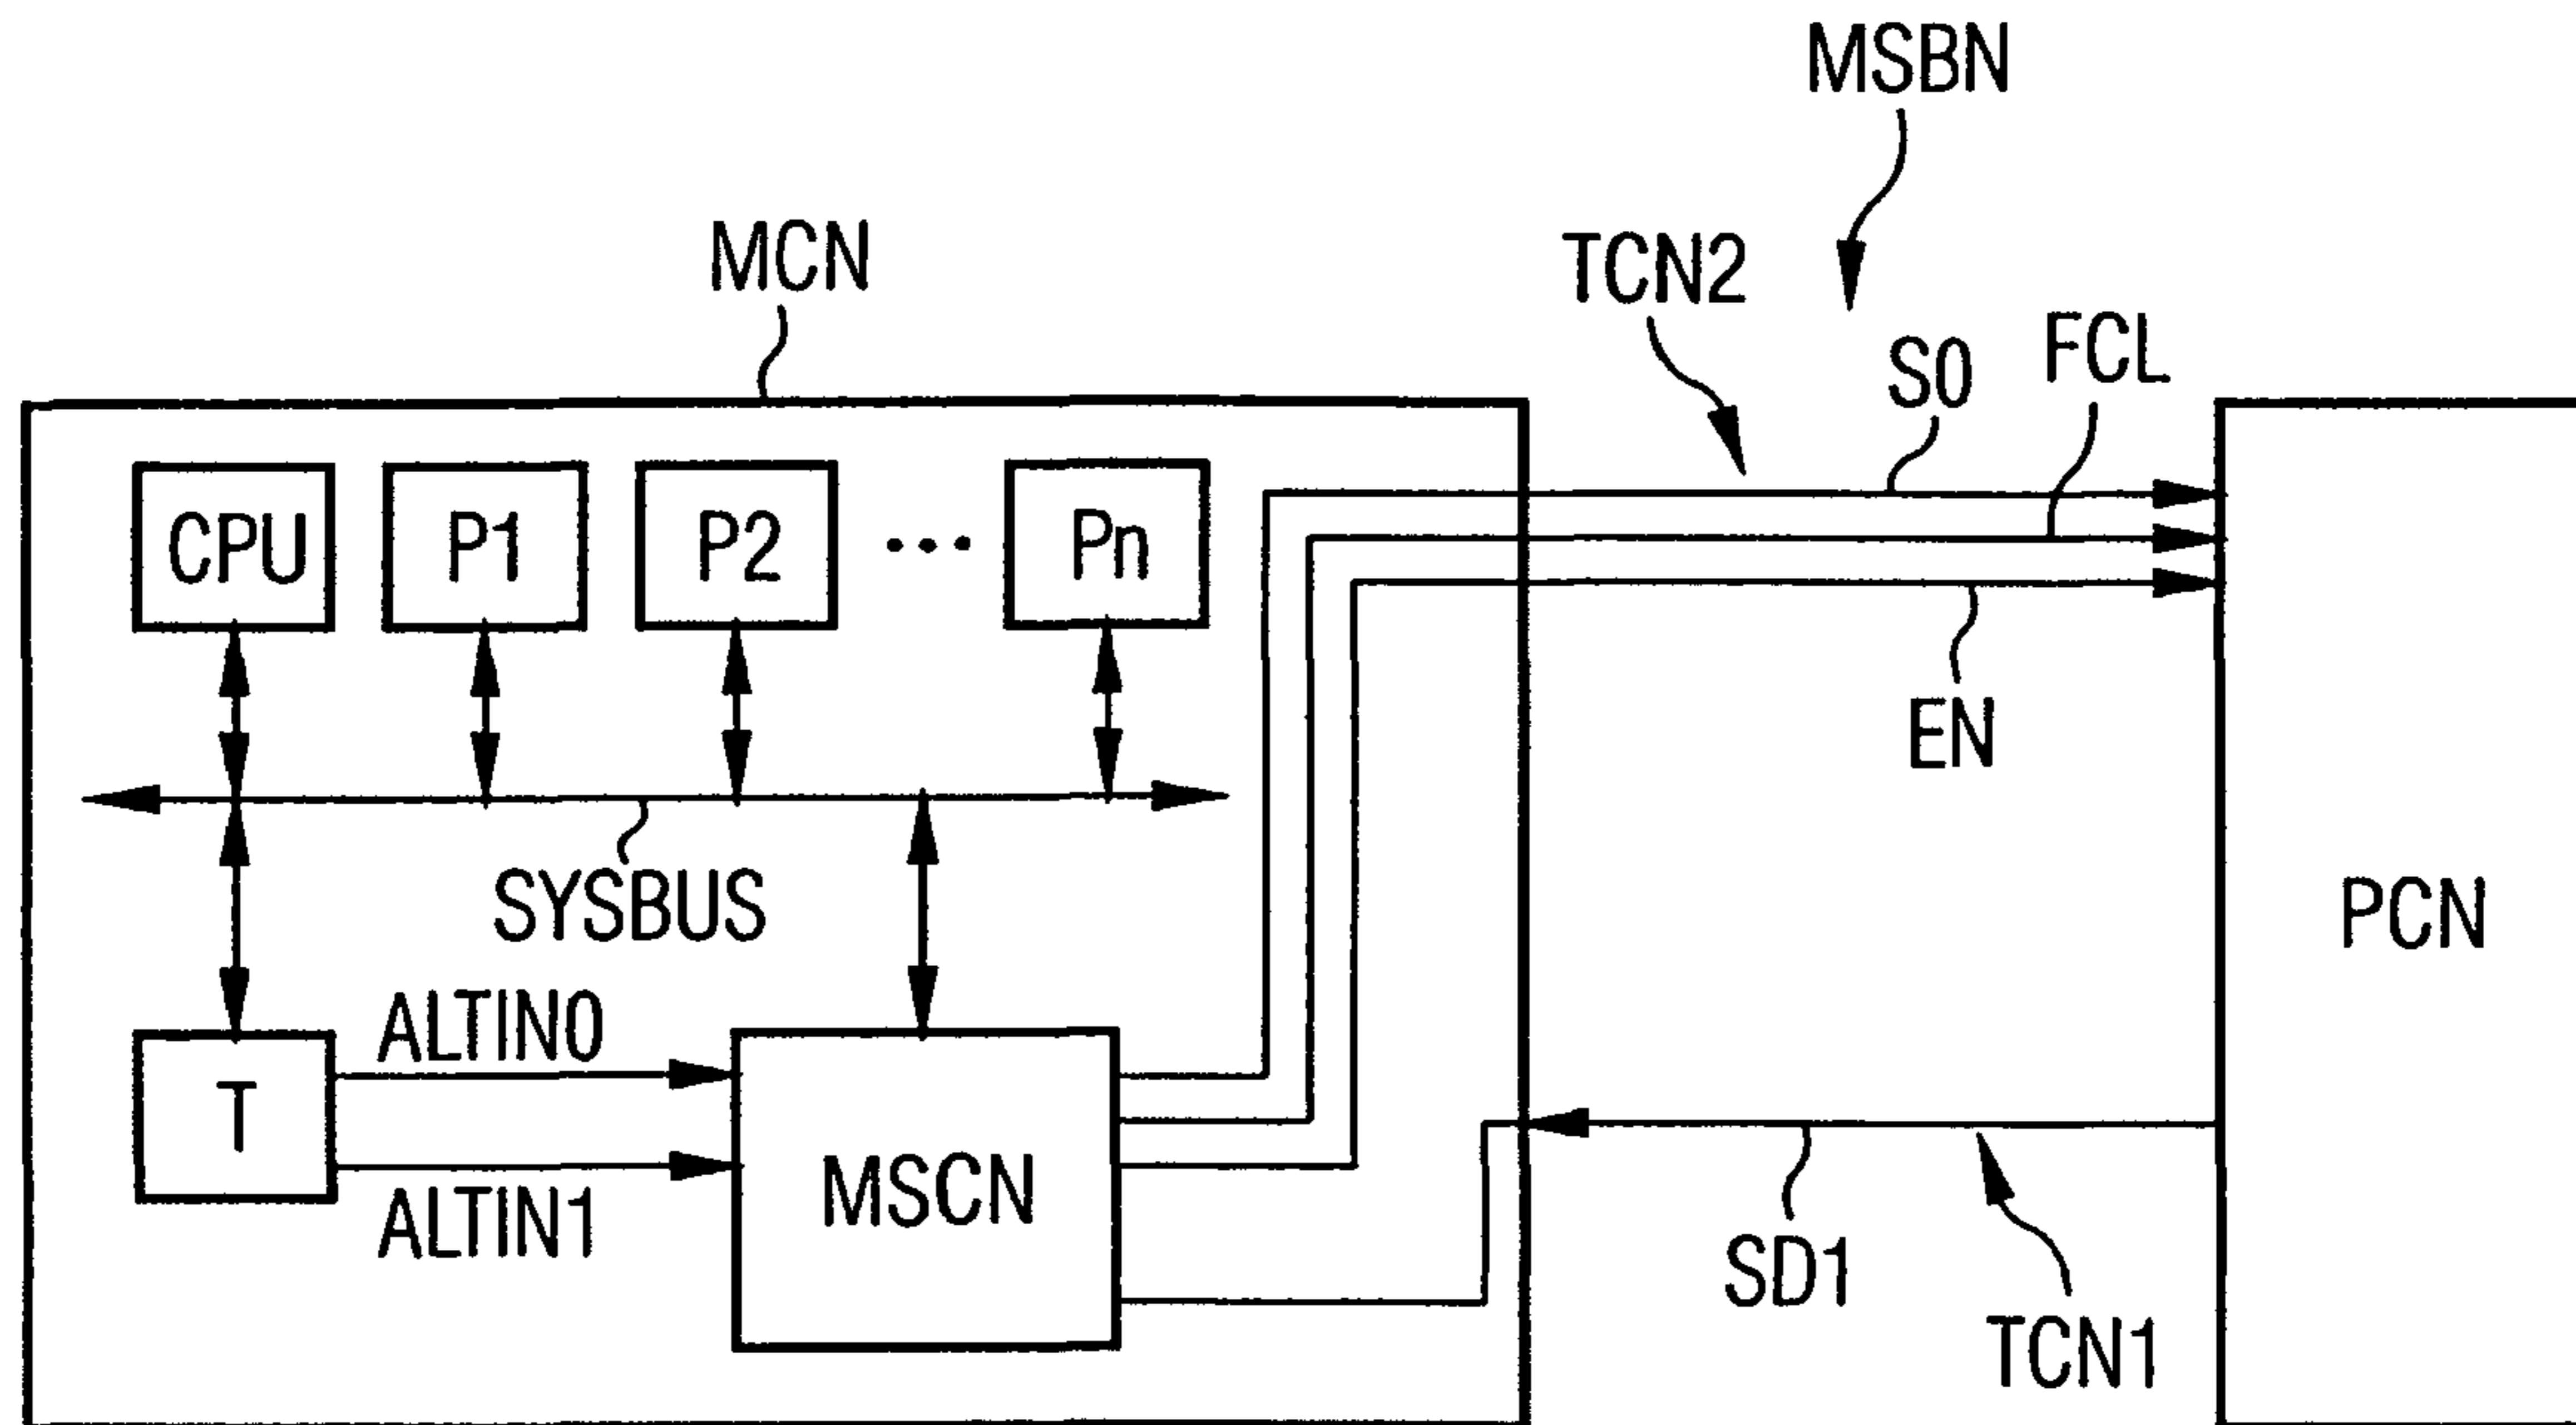 MSBN
MCN
TCN2
S0
FCL
CPU
P1
P2
...
Pn
EN
SYSBUS
PCN
ALTIN0
T
ALTIN1
MSCN
SD1
TCN1